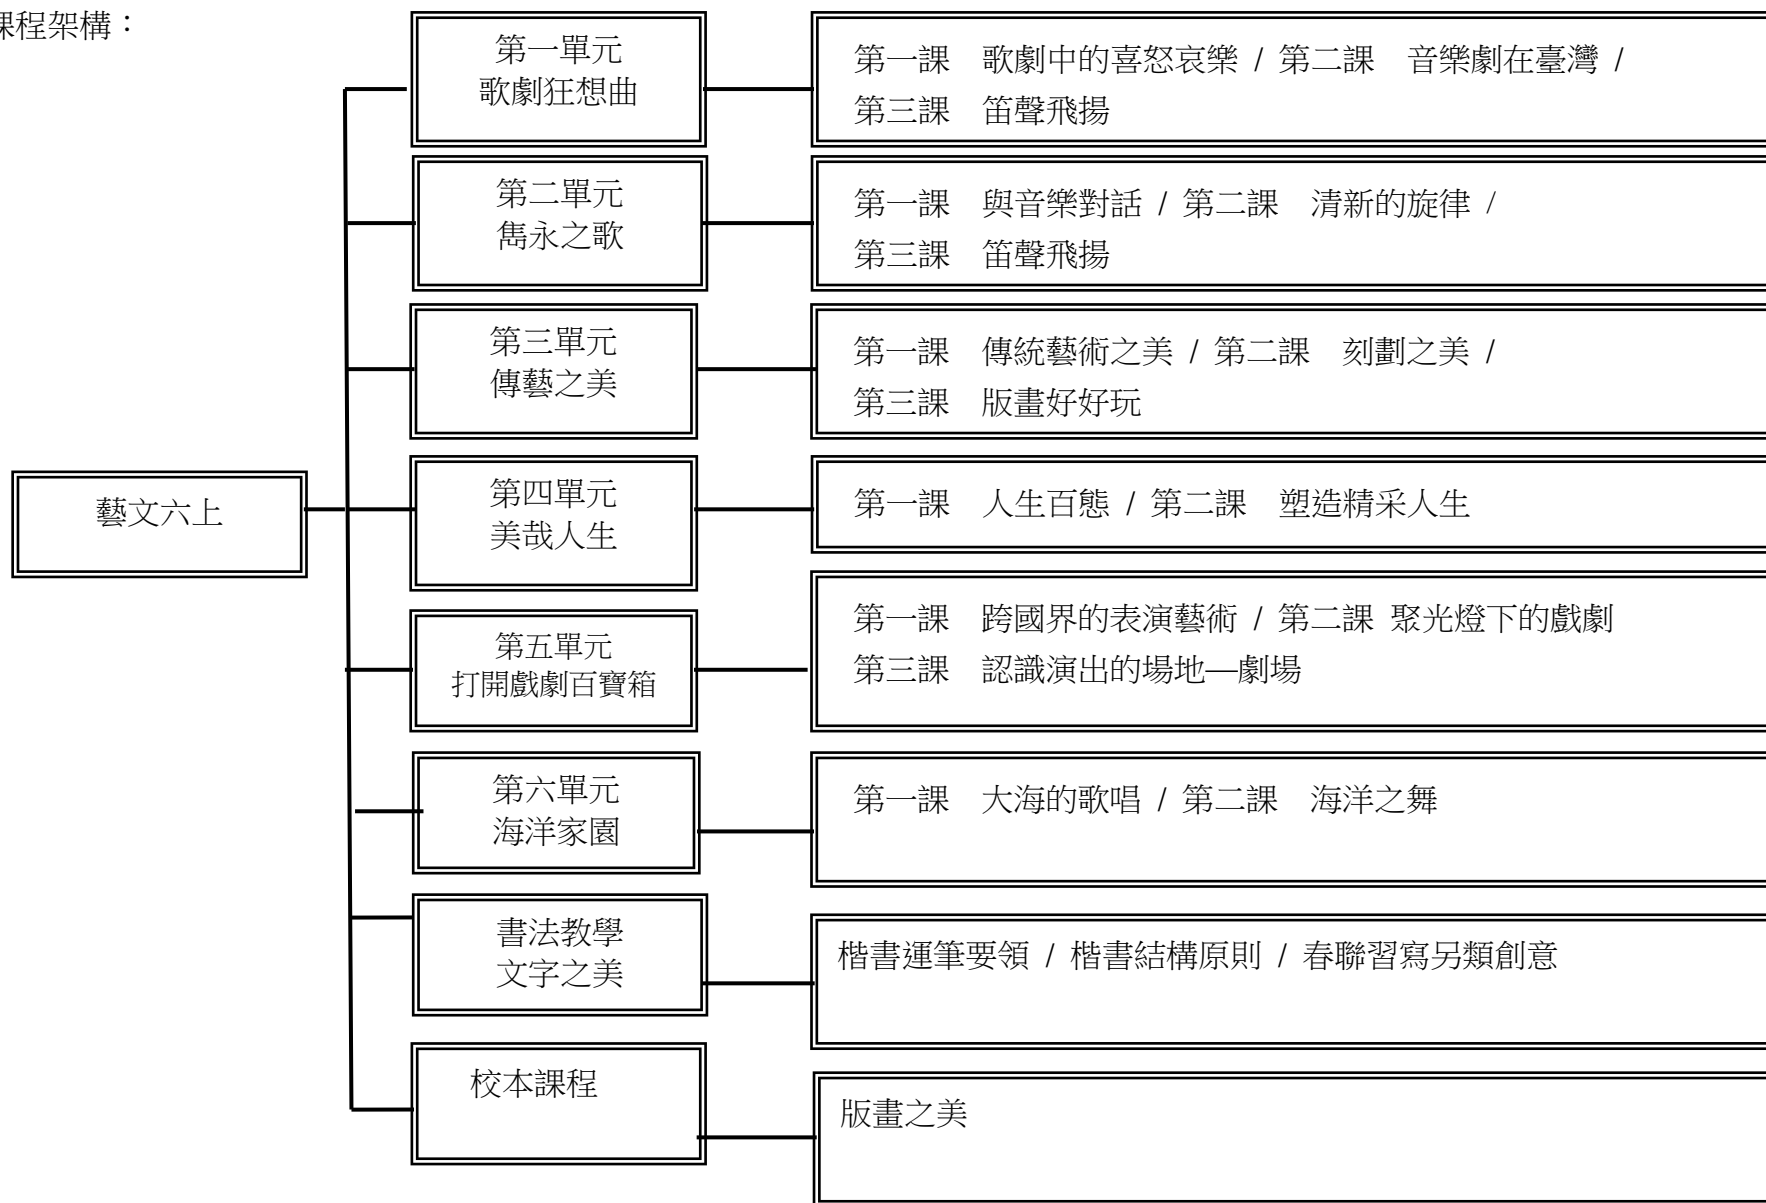 課程架構：
第一單元
歌劇狂想曲
第一課　歌劇中的喜怒哀樂 / 第二課　音樂劇在臺灣 /
第三課　笛聲飛揚
第二單元
雋永之歌
第一課　與音樂對話 / 第二課　清新的旋律 /
第三課　笛聲飛揚
第三單元
傳藝之美
第一課　傳統藝術之美 / 第二課　刻劃之美 /
第三課　版畫好好玩
藝文六上
第四單元
美哉人生
第一課　人生百態 / 第二課　塑造精采人生
第五單元
打開戲劇百寶箱
第一課　跨國界的表演藝術 / 第二課 聚光燈下的戲劇
第三課　認識演出的場地—劇場
第六單元
海洋家園
第一課　大海的歌唱 / 第二課　海洋之舞
書法教學
文字之美
楷書運筆要領 / 楷書結構原則 / 春聯習寫另類創意
校本課程
版畫之美